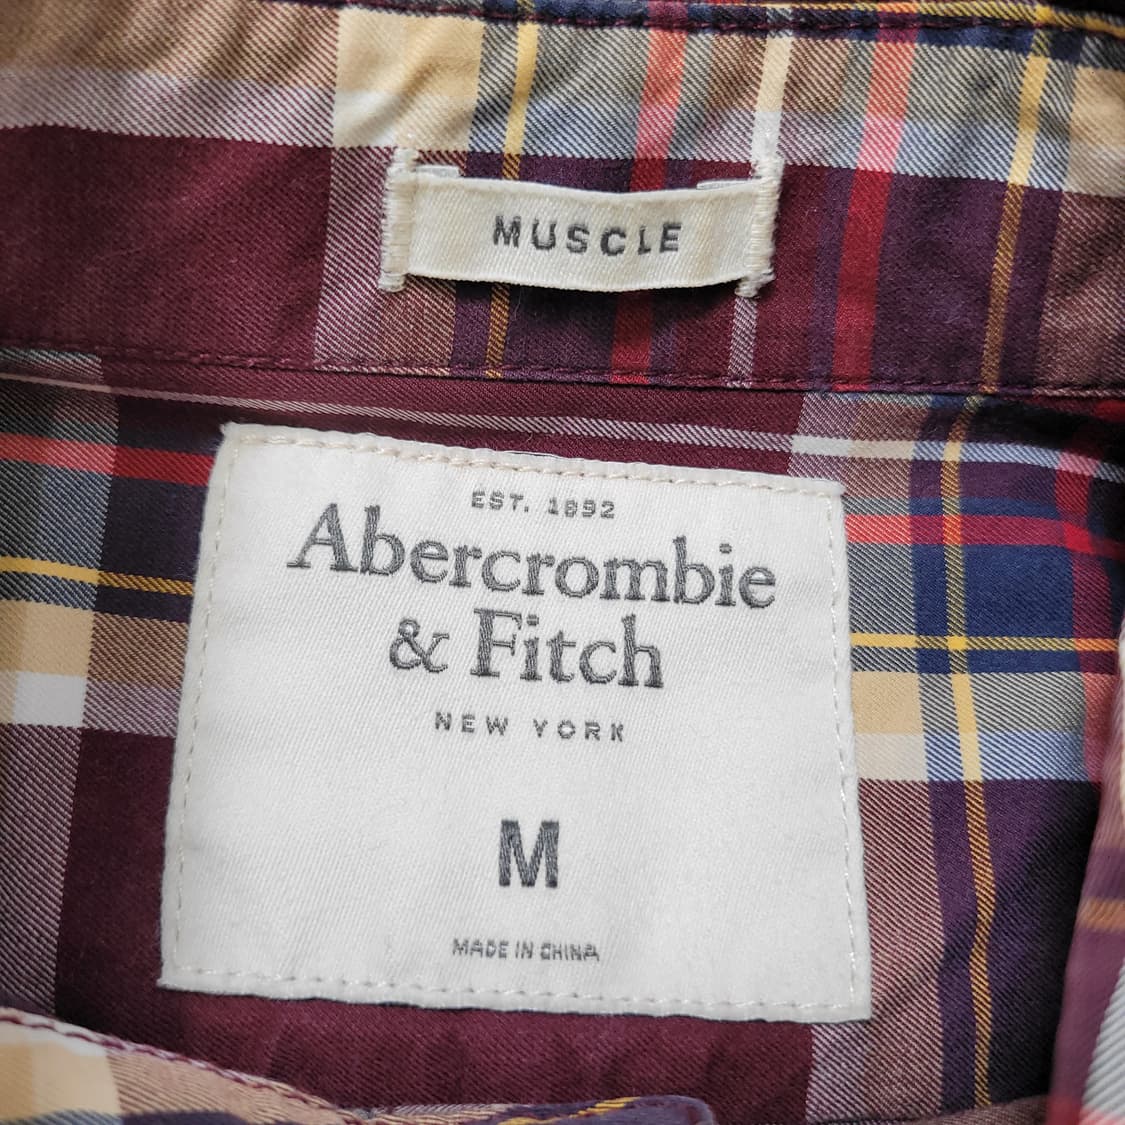 MUSCLE
EST. 1892
Abercrombie
& Fitch
NEW YORK
M
MADE IN CHINA